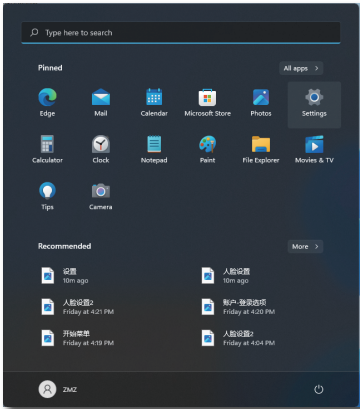 Type here to search
Pinned
All apps >
Edge
Mail
Calendar
Microsoft Store
Photos
Settings
Calculator
Clock
Notepad
Paint
File Explorer
Movies & TV
Tips
Camera
Recommended
More >
设置
10m ago
人脸设置
10m ago
人脸设置2
Friday at 4:21 PM
账户-登录选项
Friday at 4:20 PM
开始菜单
Friday at 4:19 PM
人脸设置2
Friday at 4:04 PM
ZMZ